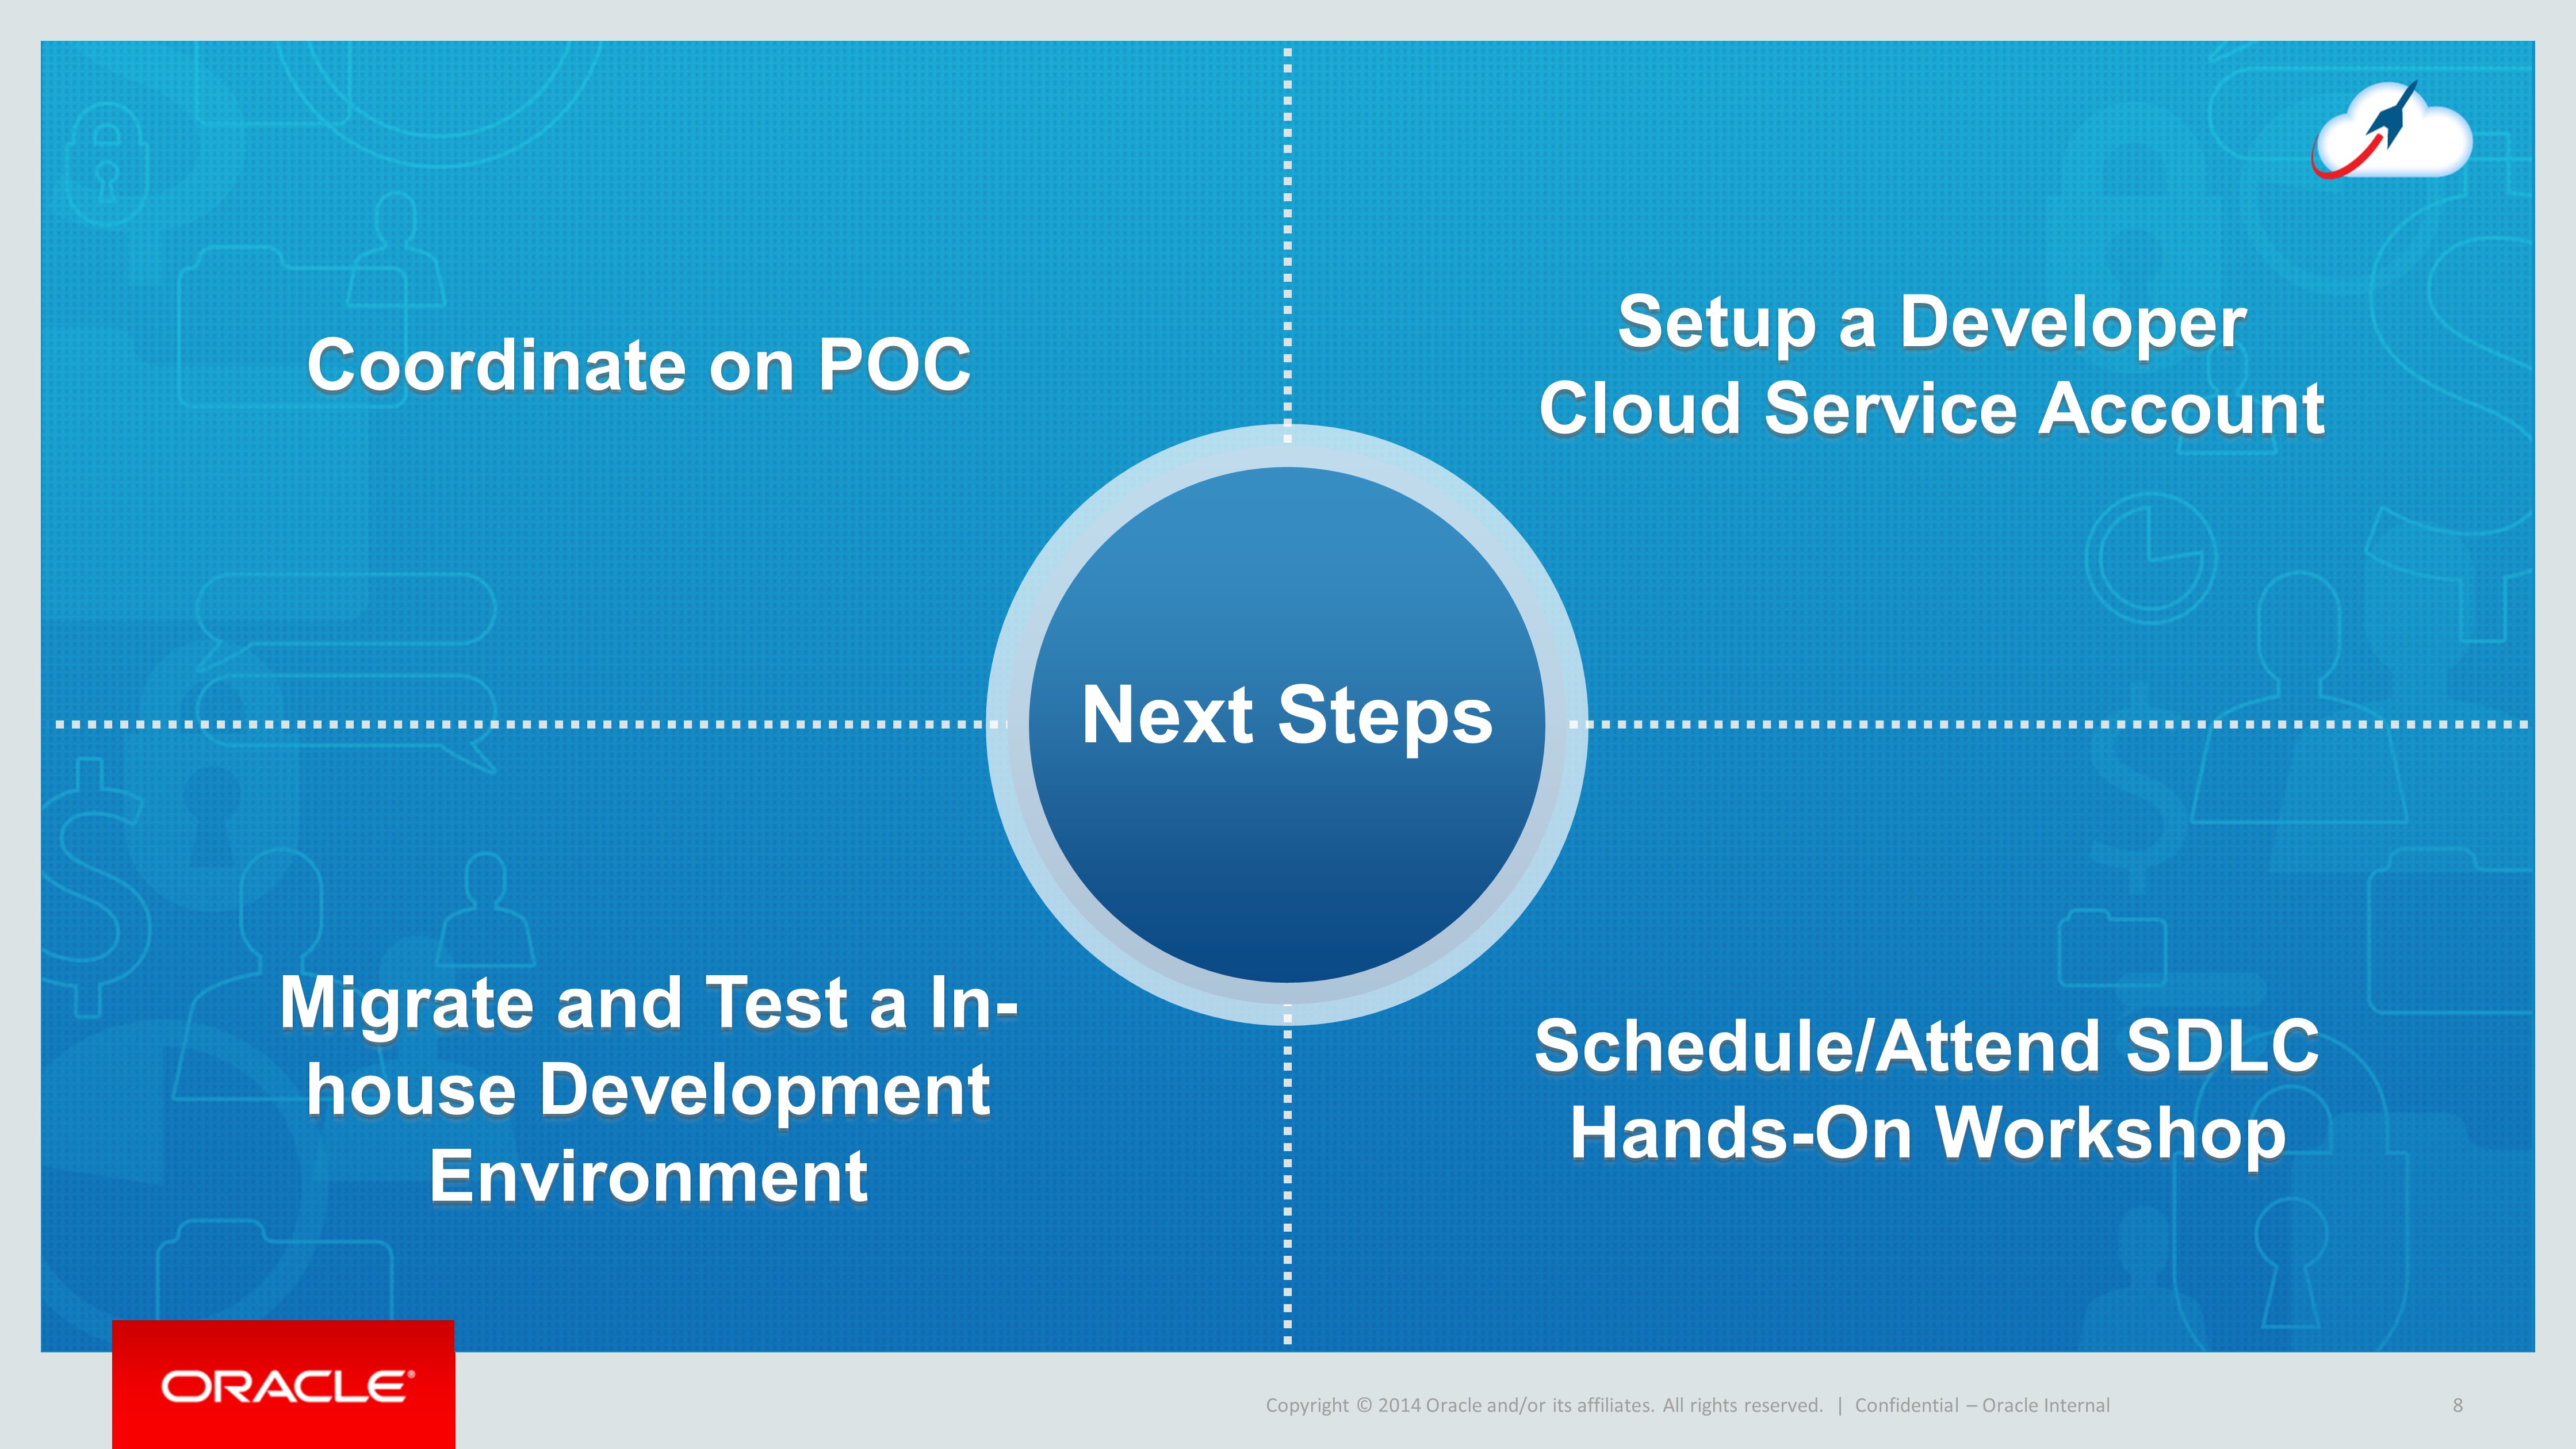 Coordinate on POC
Setup a Developer
Cloud Service Account
Next Steps
Migrate and Test a In-
house Development
Environment
Schedule/Attend SDLC
Hands-On Workshop
ORACLE®
Copyright © 2014 Oracle and/or its affiliates. All rights reserved. | Confidential – Oracle Internal 8